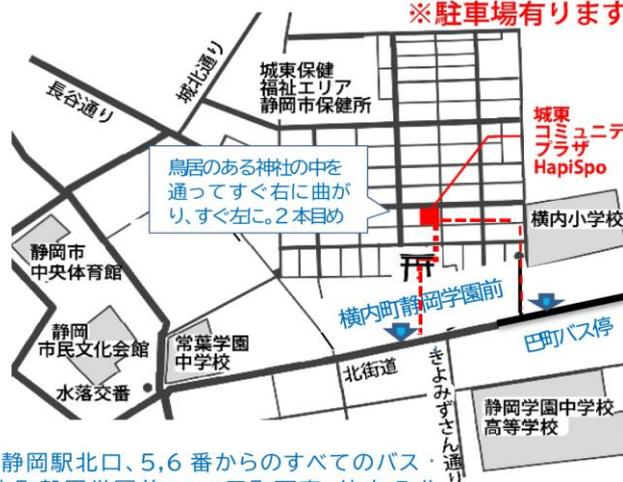 ※駐車場有ります
城東保健
福祉エリア
静岡市保健所
城北通り
長谷通り
城東
コミュニテ
プラザ
HapiSpo
鳥居のある神社の中を
通ってすぐ右に曲が
り、すぐ左に。2本目め
横内小学校
静岡市
中央体育館
横内町静岡学園前
静岡
市民文化会館
常葉学園
中学校
巴町バス停
水落交番
北街道
きよみずさん通り
静岡学園中学校
高等学校
静岡駅北口、5,6 番からのすべてのバス・